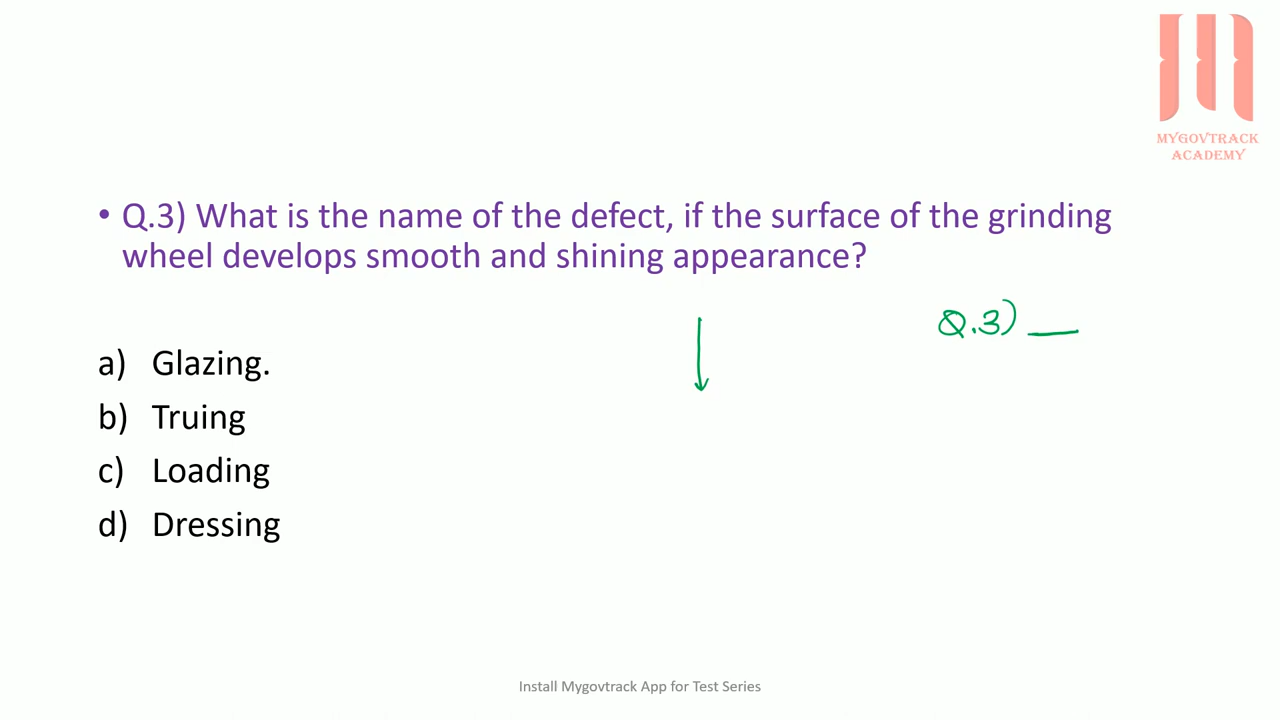 MYGOVTRACK
ACADEMY
• Q.3) What is the name of the defect, if the surface of the grinding
wheel develops smooth and shining appearance?
Q.3) __
a) Glazing.
b) Truing
c) Loading
d) Dressing
Install Mygovtrack App for Test Series